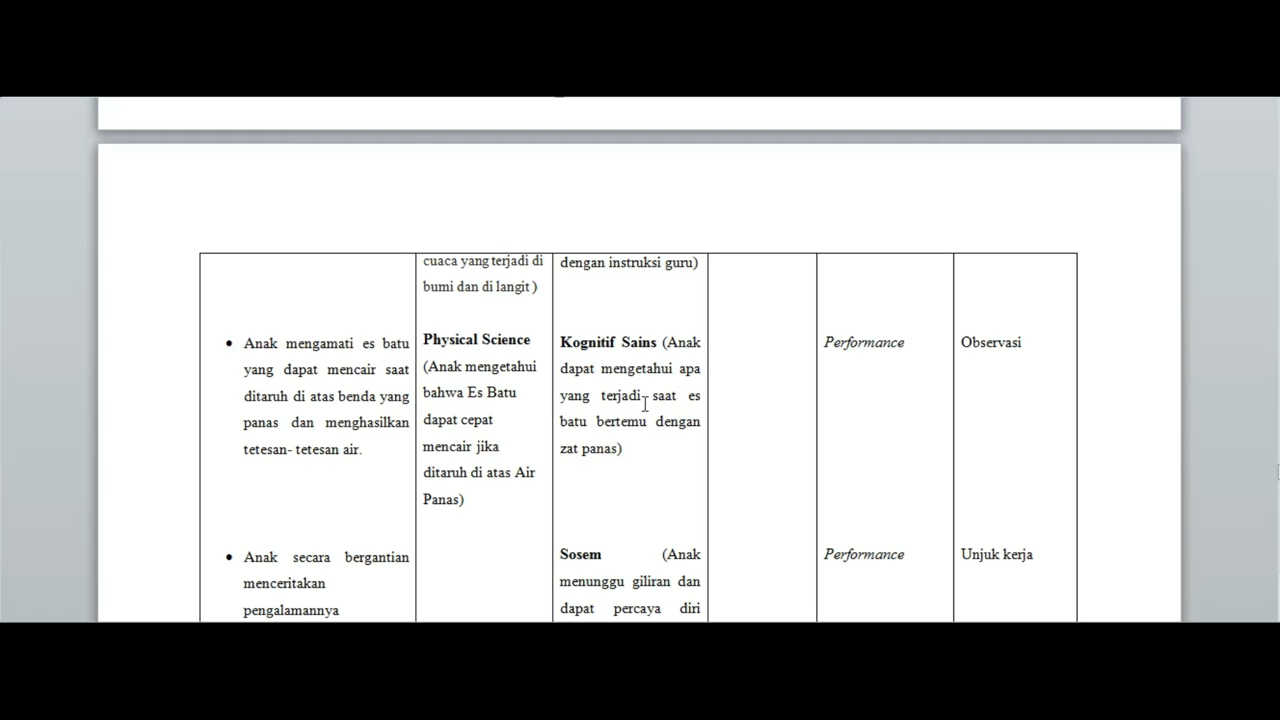 cuaca yang terjadi di
bumi dan di langit )
dengan instruksi guru)
• Anak mengamati es batu
yang dapat mencair saat
ditaruh di atas benda yang
panas dan menghasilkan
tetesan- tetesan air.
Physical Science
(Anak mengetahui
bahwa Es Batu
dapat cepat
mencair jika
ditaruh di atas Air
Panas)
Kognitif Sains (Anak
dapat mengetahui apa
yang terjadi saat es
batu bertemu dengan
zat panas)
Performance
Observasi
• Anak secara bergantian
menceritakan
pengalamannya
Sosem (Anak
menunggu giliran dan
dapat percaya diri
Performance
Unjuk kerja